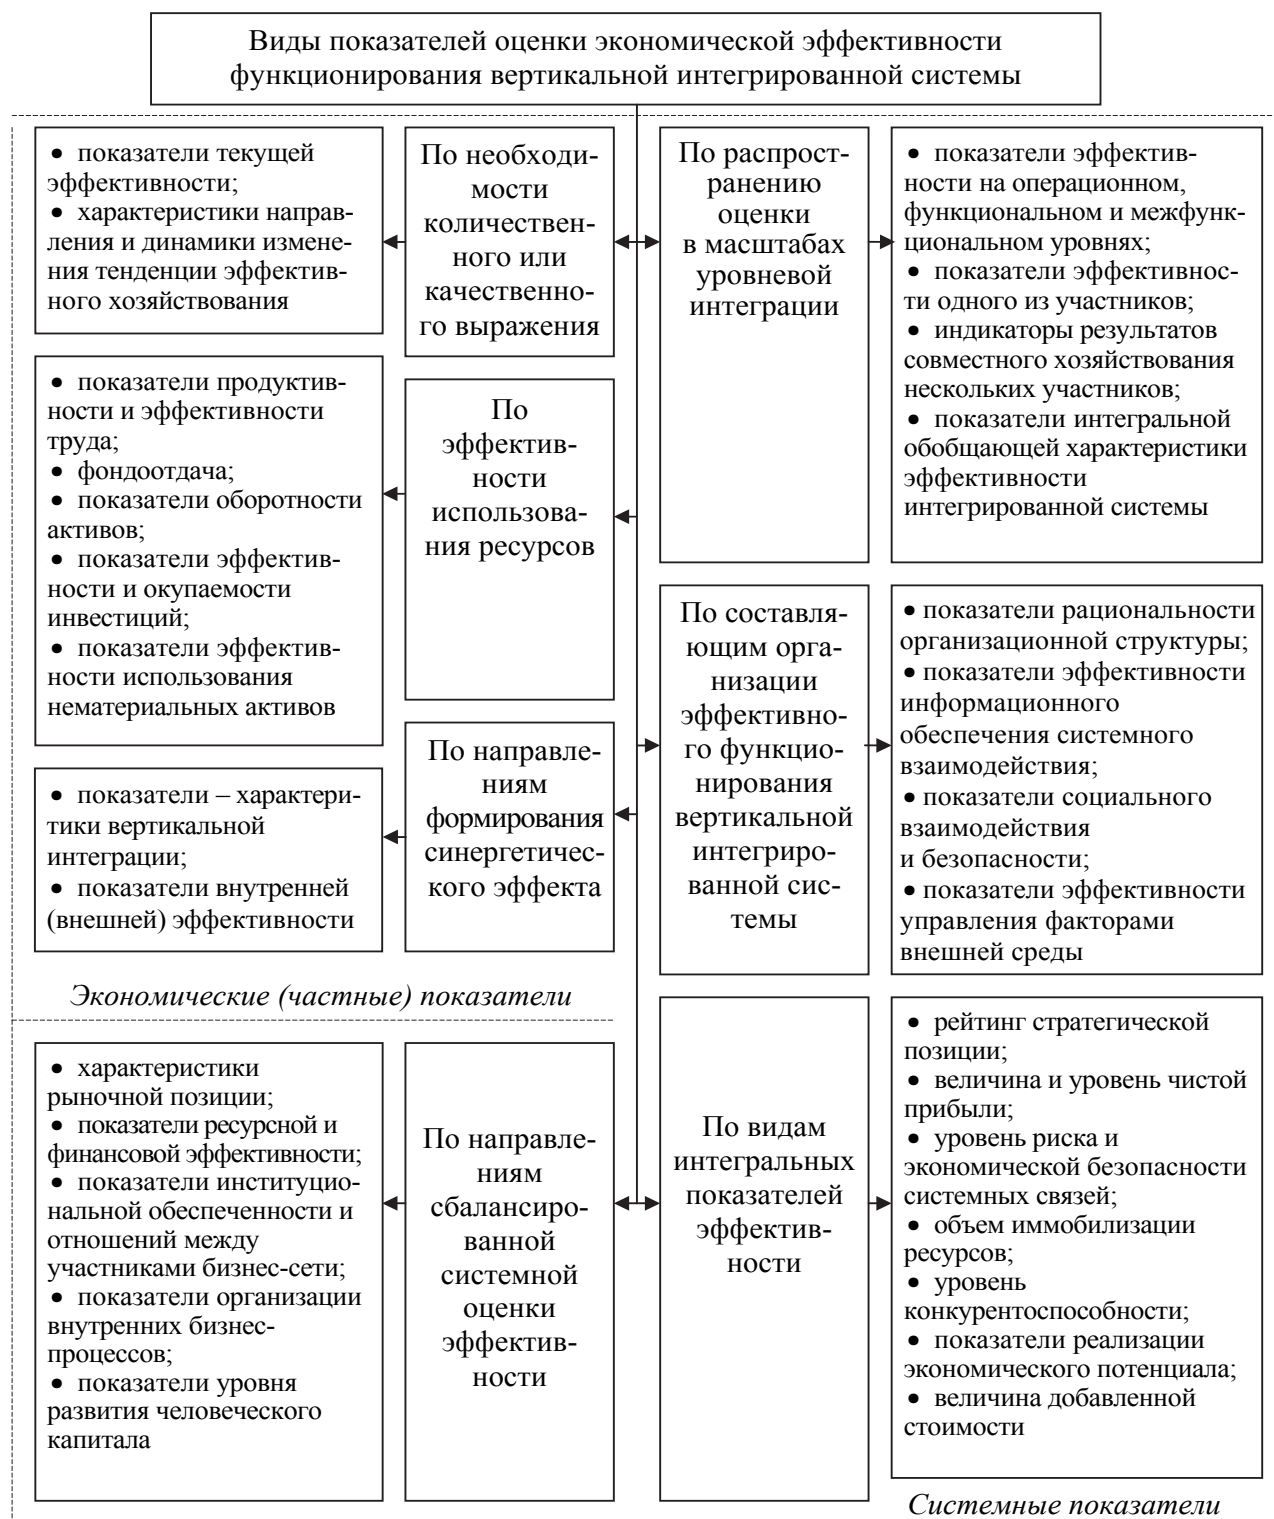 Виды показателей оценки экономической эффективности
функционирования вертикальной интегрированной системы
• показатели текущей
эффективности;
• характеристики направ-
ления и динамики измене-
ния тенденции эффектив-
ного хозяйствования
По необходи-
мости
количествен-
ного или
качественно-
го выражения
По распрост-
ранению
оценки
в масштабах
уровневой
интеграции
• показатели эффектив-
ности на операционном,
функциональном и межфунк-
циональном уровнях;
• показатели эффективнос-
ти одного из участников;
• индикаторы результатов
совместного хозяйствования
нескольких участников;
• показатели интегральной
обобщающей характеристики
эффективности
интегрированной системы
• показатели продуктив-
ности и эффективности
труда;
• фондоотдача;
• показатели оборотности
активов;
• показатели эффектив-
ности и окупаемости
инвестиций;
• показатели эффектив-
ности использования
нематериальных активов
По
эффектив-
ности
использова-
ния ресурсов
По составля-
ющим орга-
низации
эффективно-
го функцио-
нирования
вертикальной
интегриро-
ванной сис-
темы
• показатели рациональности
организационной структуры;
• показатели эффективности
информационного
обеспечения системного
взаимодействия;
• показатели социального
взаимодействия
и безопасности;
• показатели эффективности
управления факторами
внешней среды
• показатели – характери-
тики вертикальной
интеграции;
• показатели внутренней
(внешней) эффективности
По направле-
ниям
формирования
синергетичес-
кого эффекта
Экономические (частные) показатели
• характеристики
рыночной позиции;
• показатели ресурсной и
финансовой эффективности;
• показатели институцио-
нальной обеспеченности и
отношений между
участниками бизнес-сети;
• показатели организации
внутренних бизнес-
процессов;
• показатели уровня
развития человеческого
капитала
По направле-
ниям
сбалансиро-
ванной
системной
оценки
эффектив-
ности
По видам
интегральных
показателей
эффектив-
ности
• рейтинг стратегической
позиции;
• величина и уровень чистой
прибыли;
• уровень риска и
экономической безопасности
системных связей;
• объем иммобилизации
ресурсов;
• уровень
конкурентоспособности;
• показатели реализации
экономического потенциала;
• величина добавленной
стоимости
Системные показатели